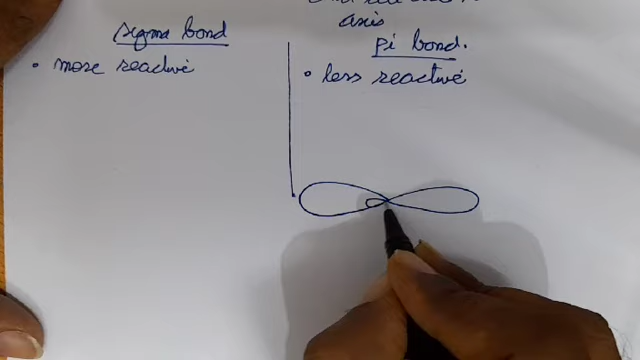 axis
sigma bond
• more reactive
pi bond.
• less reactive